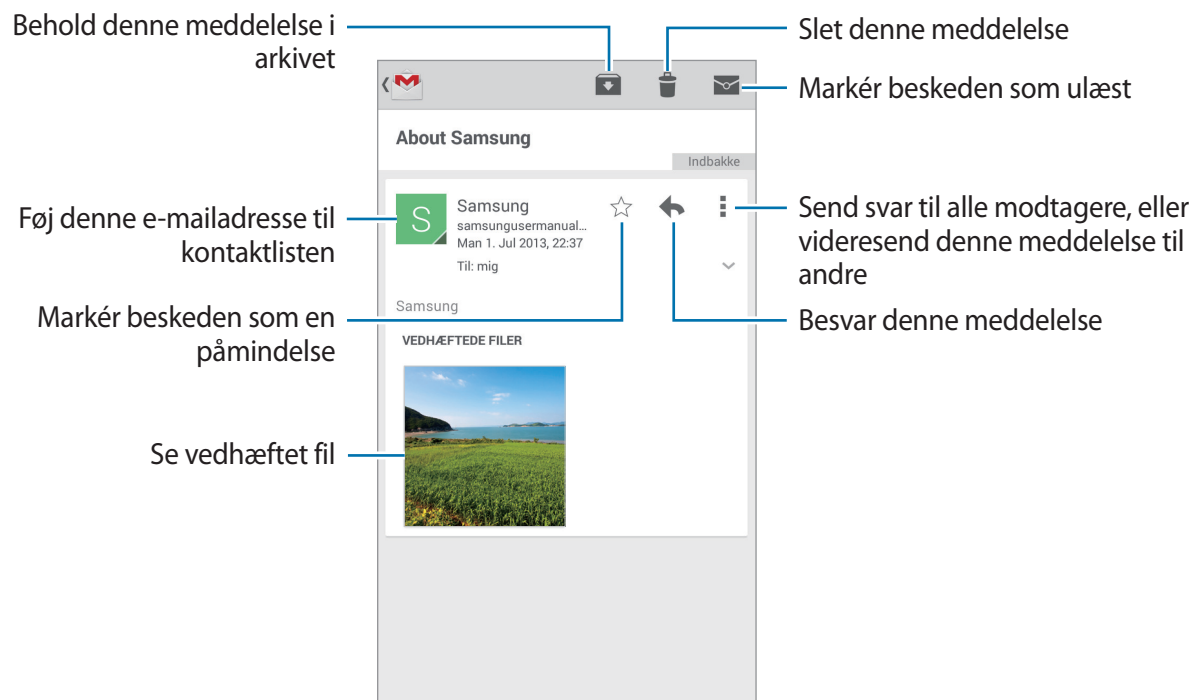 Behold denne meddelelse i
arkivet
Slet denne meddelelse
Markér beskeden som ulæst
About Samsung
Indbakke
Føj denne e-mailadresse til
kontaktlisten
S
Samsung
samsungusermanual...
Man 1. Jul 2013, 22:37
Til: mig
Send svar til alle modtagere, eller
videresend denne meddelelse til
andre
Samsung
Markér beskeden som en
påmindelse
Besvar denne meddelelse
VEDHÆFTEDE FILER
Se vedhæftet fil